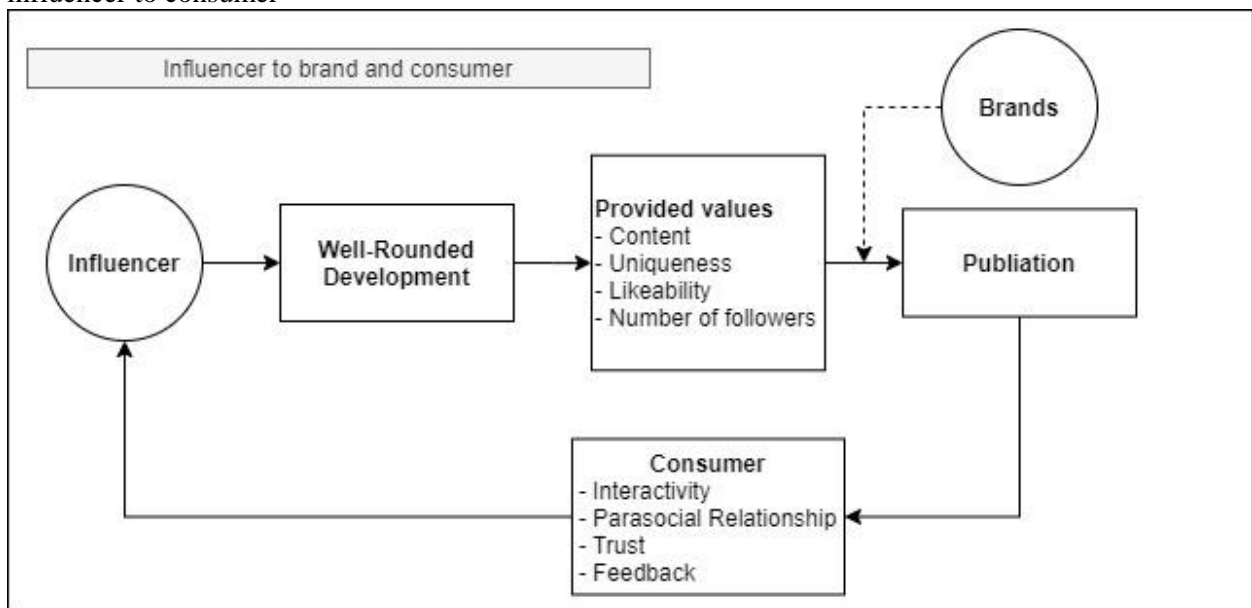 influencer to consumer
Influencer to brand and consumer
Brands
Influencer
Well-Rounded
Development
Provided values
- Content
- Uniqueness
- Likeability
- Number of followers
Publiation
Consumer
- Interactivity
- Parasocial Relationship
- Trust
- Feedback